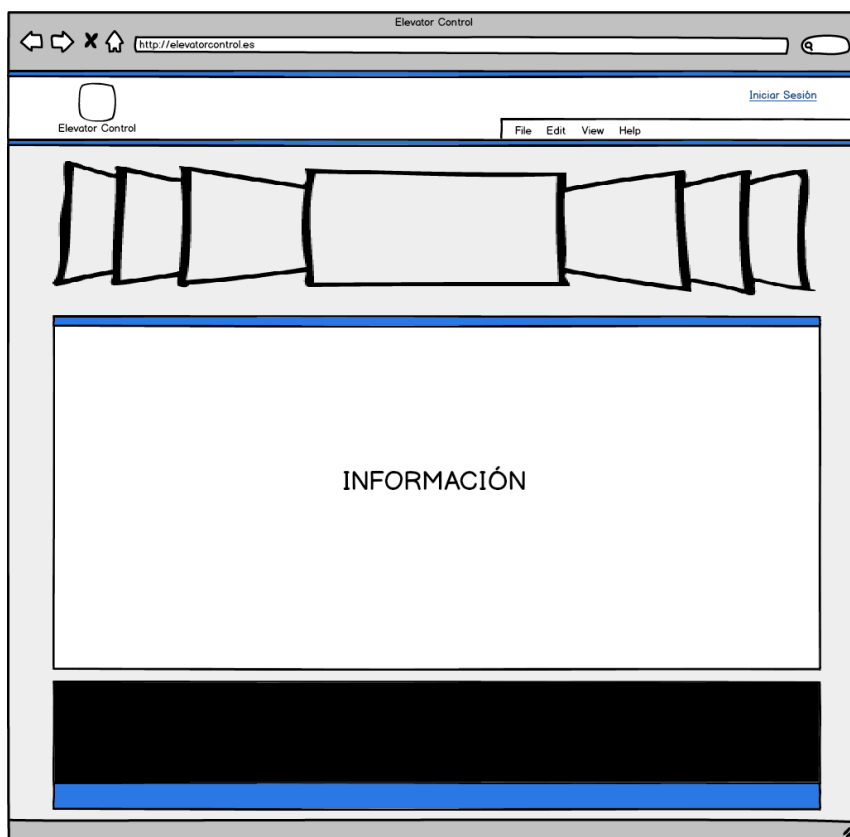 Elevator Control
http://elevatorcontrol.es
Iniciar Sesión
Elevator Control
File Edit View Help
INFORMACIÓN